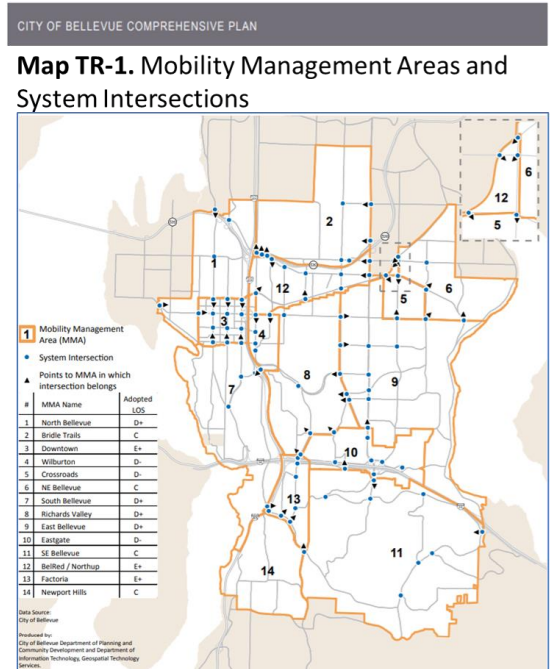 CITY OF BELLEVUE COMPREHENSIVE PLAN
Map TR-1. Mobility Management Areas and
System Intersections
6
12
5
2
1
12
5
6
3
4
8
7
9
10
13
11
14
1 Mobility Management
Area (MMA)
System Intersection
Points to MMA in which
intersection belongs
# MMA Name Adopted LOS
1 North Bellevue D+
2 Bridle Trails C
3 Downtown E+
4 Wilburton D-
5 Crossroads D-
6 NE Bellevue C
7 South Bellevue D+
8 Richards Valley D+
9 East Bellevue D+
10 Eastgate D-
11 SE Bellevue C
12 BelRed / Northup E+
13 Factoria E+
14 Newport Hills C
Data Source:
City of Bellevue
Produced by:
City of Bellevue Department of Planning and
Community Development and Department of
Information Technology, Geospatial Technology
Services.